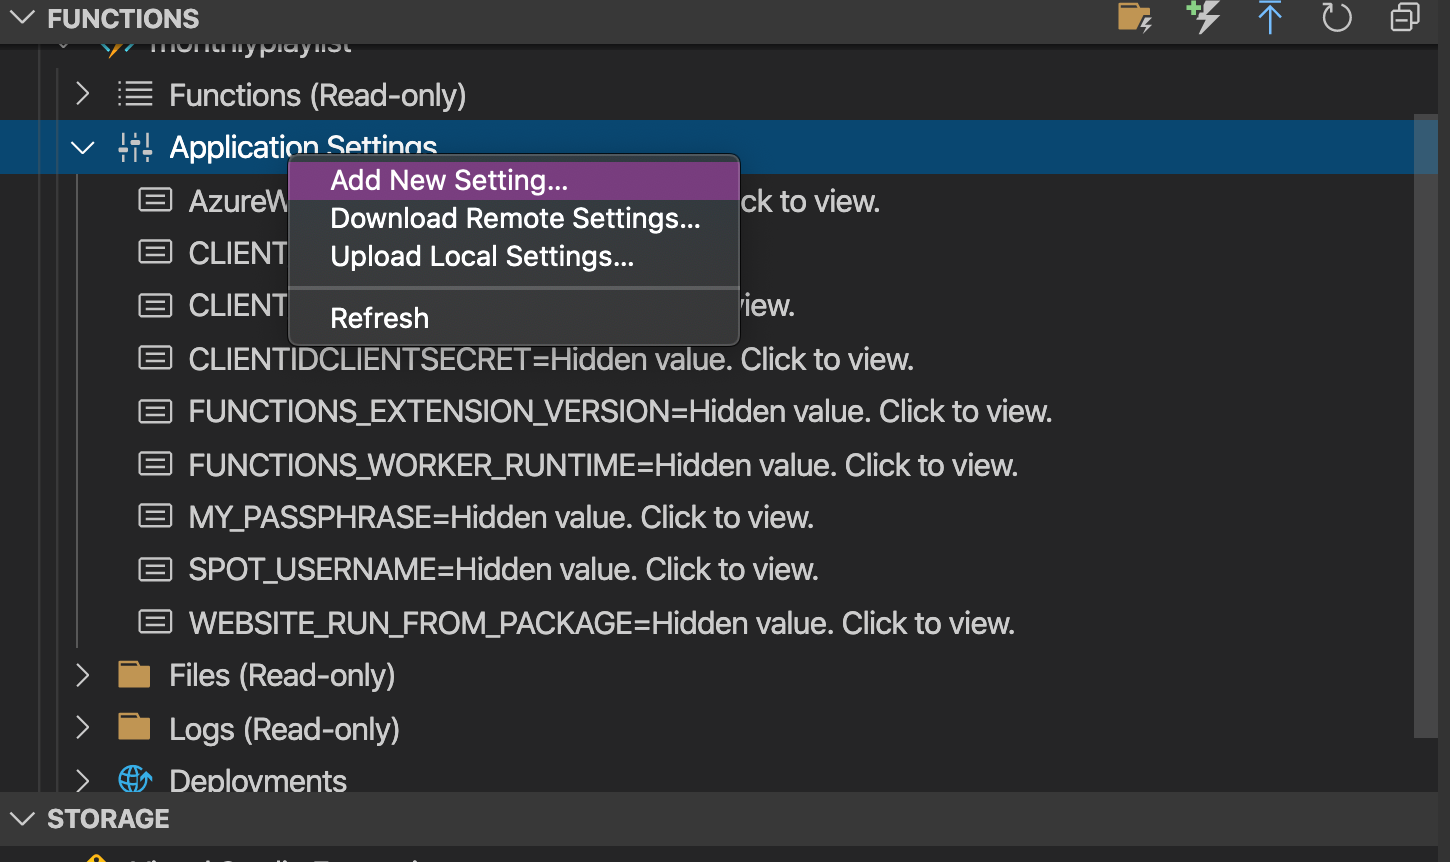 FUNCTIONS
monthlyplaylist
Functions (Read-only)
Application Settings
Add New Setting...
AzureW ck to view.
Download Remote Settings...
CLIENT
Upload Local Settings...
CLIENT view.
Refresh
CLIENTIDCLIENTSECRET=Hidden value. Click to view.
FUNCTIONS_EXTENSION_VERSION=Hidden value. Click to view.
FUNCTIONS_WORKER_RUNTIME=Hidden value. Click to view.
MY_PASSPHRASE=Hidden value. Click to view.
SPOT_USERNAME=Hidden value. Click to view.
WEBSITE_RUN_FROM_PACKAGE=Hidden value. Click to view.
Files (Read-only)
Logs (Read-only)
Deployments
STORAGE